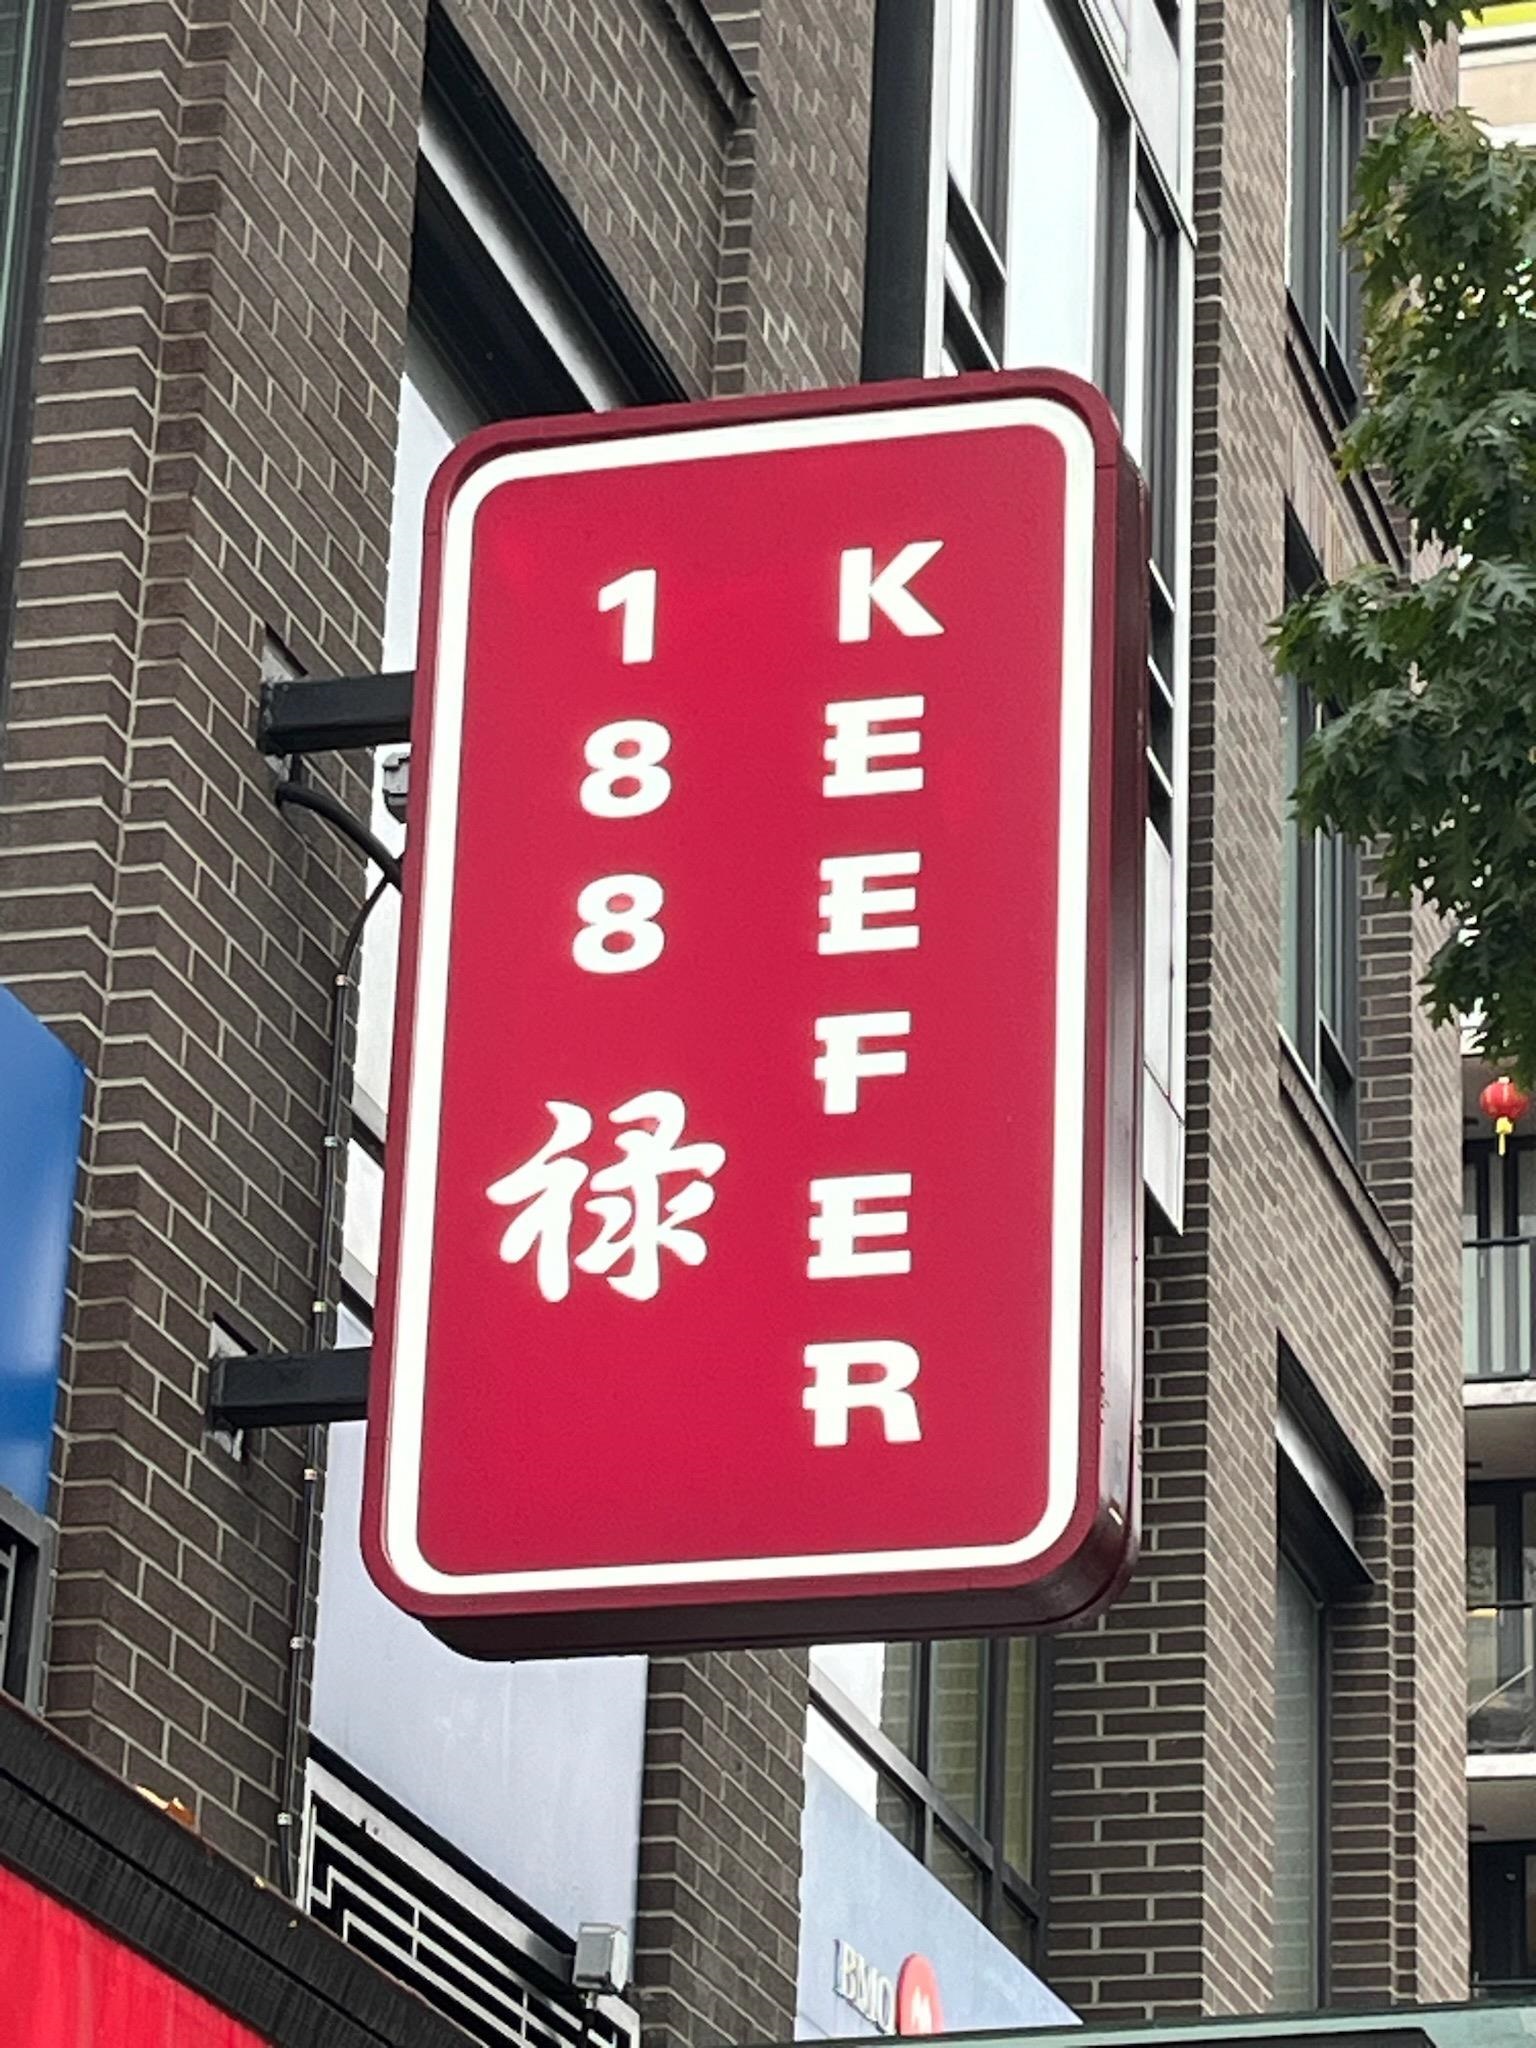 188 禄
KEEFER
BMO